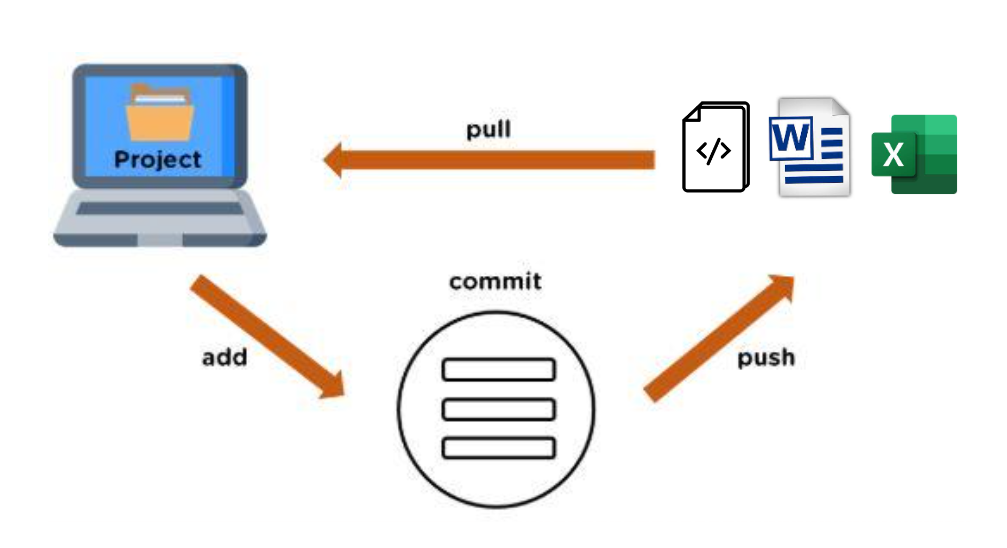 pull
</>
W
X
Project
commit
add
push